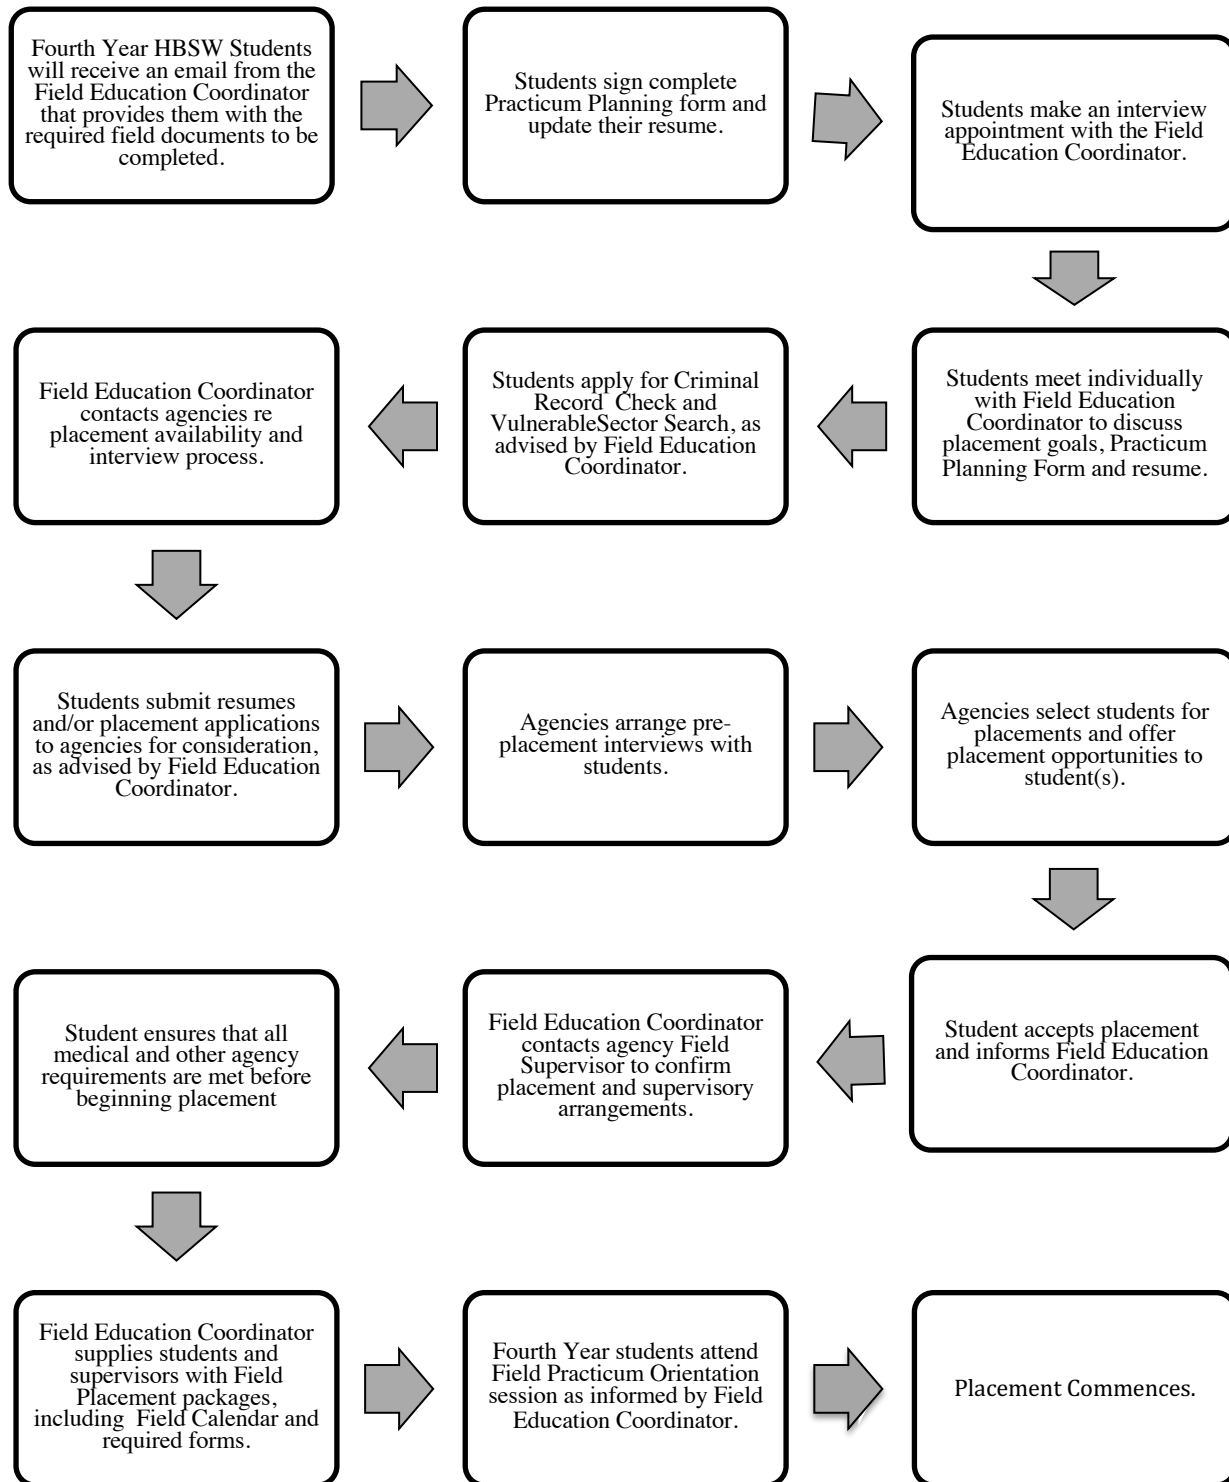 Fourth Year HBSW Students
will receive an email from the
Field Education Coordinator
that provides them with the
required field documents to be
completed.
Students sign complete
Practicum Planning form and
update their resume.
Students make an interview
appointment with the Field
Education Coordinator.
Students meet individually
with Field Education
Coordinator to discuss
placement goals, Practicum
Planning Form and resume.
Students apply for Criminal
Record  Check and
VulnerableSector Search, as
advised by Field Education
Coordinator.
Field Education Coordinator
contacts agencies re
placement availability and
interview process.
Students submit resumes
and/or placement applications
to agencies for consideration,
as advised by Field Education
Coordinator.
Agencies arrange pre-
placement interviews with
students.
Agencies select students for
placements and offer
placement opportunities to
student(s).
Student accepts placement
and informs Field Education
Coordinator.
Field Education Coordinator
contacts agency Field
Supervisor to confirm
placement and supervisory
arrangements.
Student ensures that all
medical and other agency
requirements are met before
beginning placement
Field Education Coordinator
supplies students and
supervisors with Field
Placement packages,
including  Field Calendar and
required forms.
Fourth Year students attend
Field Practicum Orientation
session as informed by Field
Education Coordinator.
Placement Commences.